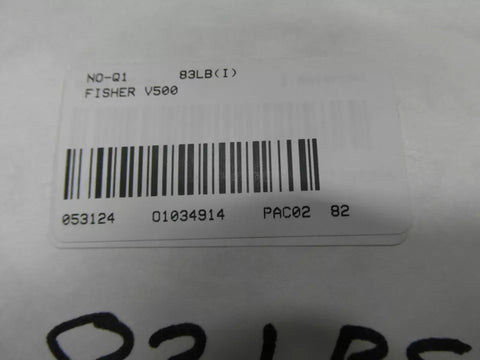 NO-Q1 83LB(I)
FISHER V500
053124 01034914 PAC02 82